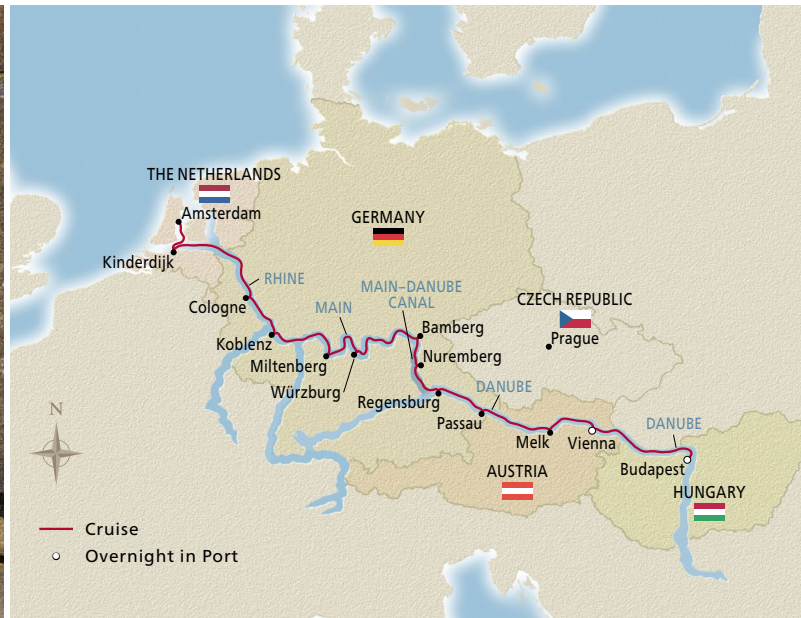 THE NETHERLANDS
Amsterdam
GERMANY
Kinderdijk
RHINE
MAIN–DANUBE
CANAL
CZECH REPUBLIC
Cologne
MAIN
Bamberg
Prague
Koblenz
Nuremberg
Miltenberg
Würzburg
DANUBE
Regensburg
Passau
N
Melk
Vienna
DANUBE
Budapest
AUSTRIA
HUNGARY
Cruise
Overnight in Port